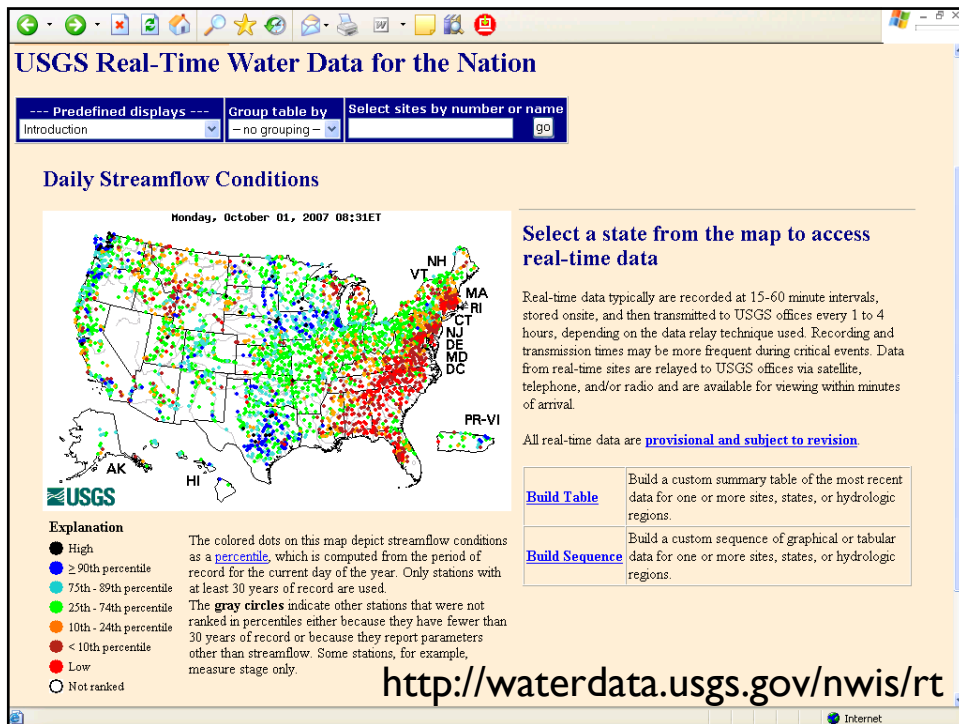 USGS Real-Time Water Data for the Nation
--- Predefined displays ---
Introduction
Group table by
-- no grouping --
Select sites by number or name
go
Daily Streamflow Conditions
Monday, October 01, 2007 08:31ET
NH
VT
MA
RI
CT
NJ
DE
MD
DC
PR-VI
AK
HI
USGS
Explanation
High
≥ 90th percentile
75th - 89th percentile
25th - 74th percentile
10th - 24th percentile
< 10th percentile
Low
Not ranked
The colored dots on this map depict streamflow conditions
as a percentile, which is computed from the period of
record for the current day of the year. Only stations with
at least 30 years of record are used.
The gray circles indicate other stations that were not
ranked in percentiles either because they have fewer than
30 years of record or because they report parameters
other than streamflow. Some stations, for example,
measure stage only.
Select a state from the map to access
real-time data
Real-time data typically are recorded at 15-60 minute intervals,
stored onsite, and then transmitted to USGS offices every 1 to 4
hours, depending on the data relay technique used. Recording and
transmission times may be more frequent during critical events. Data
from real-time sites are relayed to USGS offices via satellite,
telephone, and/or radio and are available for viewing within minutes
of arrival.
All real-time data are provisional and subject to revision.
Build Table
Build a custom summary table of the most recent
data for one or more sites, states, or hydrologic
regions.
Build Sequence
Build a custom sequence of graphical or tabular
data for one or more sites, states, or hydrologic
regions.
http://waterdata.usgs.gov/nwis/rt
Internet